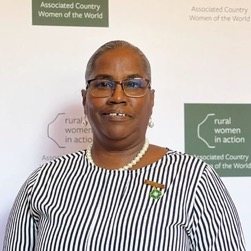 Associated Country
Women of the World
Associated Country
Women of the World
rural
women
in action
rural
women
in action
Associated Country
Women of the World